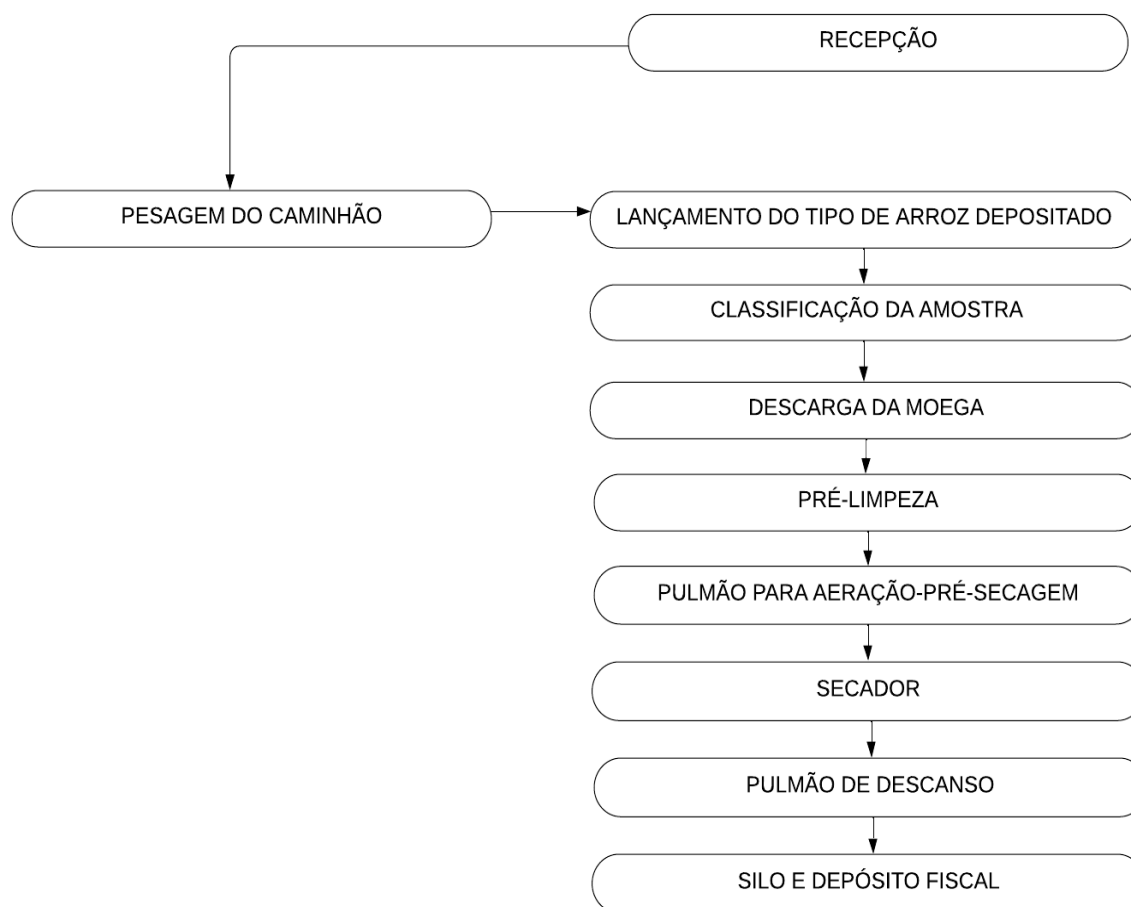 RECEPÇÃO
PESAGEM DO CAMINHÃO
LANÇAMENTO DO TIPO DE ARROZ DEPOSITADO
CLASSIFICAÇÃO DA AMOSTRA
DESCARGA DA MOEGA
PRÉ-LIMPEZA
PULMÃO PARA AERAÇÃO-PRÉ-SECAGEM
SECADOR
PULMÃO DE DESCANSO
SILO E DEPÓSITO FISCAL